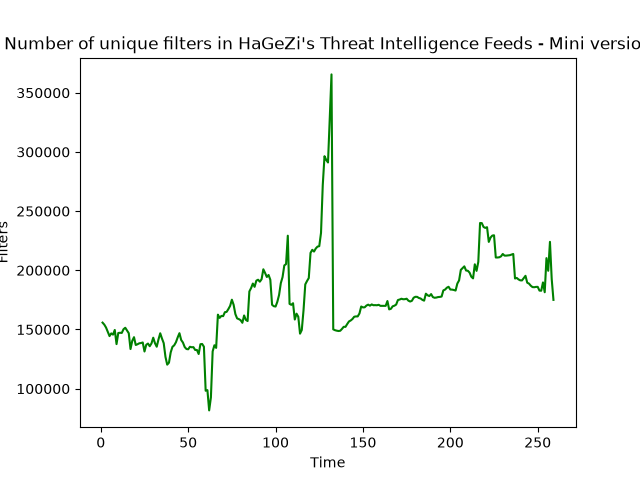 Number of unique filters in HaGeZi's Threat Intelligence Feeds - Mini versio
350000
300000
250000
200000
150000
100000
Filters
0 50 100 150 200 250
Time